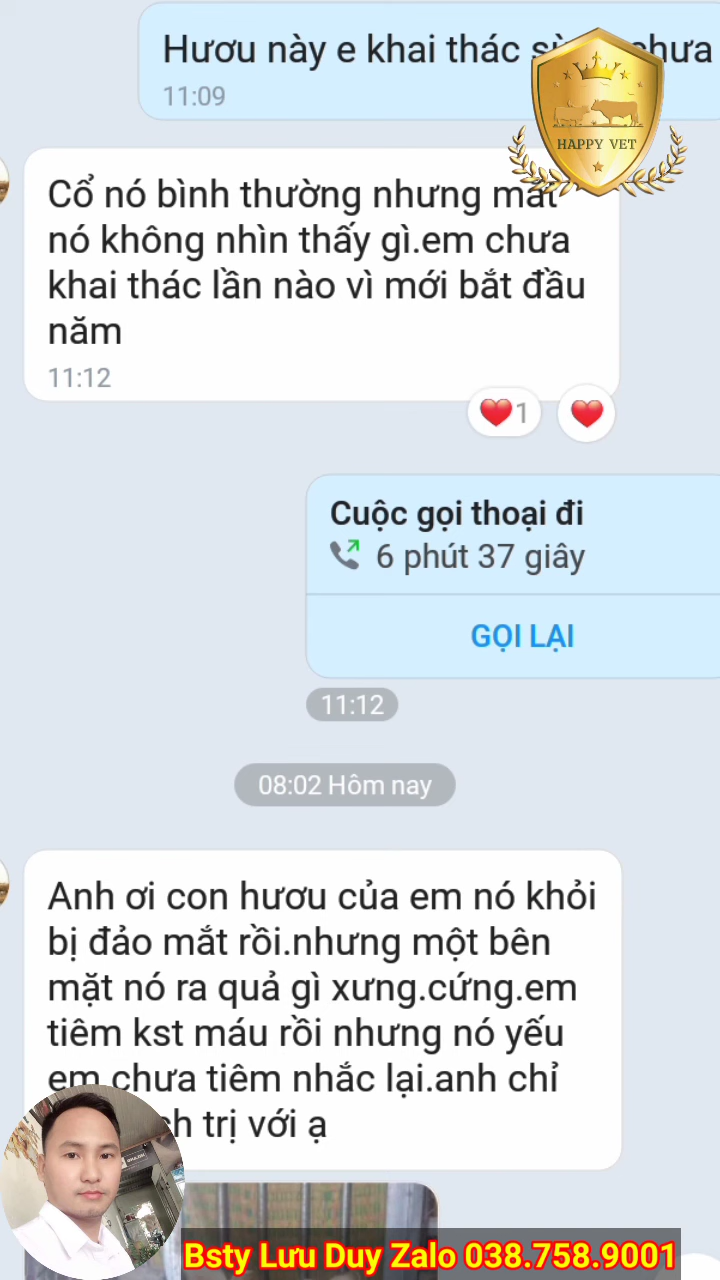 Hươu này e khai thác chưa
11:09
HAPPY VET
Cổ nó bình thường nhưng mắt
nó không nhìn thấy gì.em chưa
khai thác lần nào vì mới bắt đầu
năm
11:12
1
Cuộc gọi thoại đi
6 phút 37 giây
GỌI LẠI
11:12
08:02 Hôm nay
Anh ơi con hươu của em nó khỏi
bị đảo mắt rồi.nhưng một bên
mặt nó ra quả gì xưng.cứng.em
tiêm kst máu rồi nhưng nó yếu
em chưa tiêm nhắc lại.anh chỉ
trị với ạ
Bsty Lưu Duy Zalo 038.758.9001